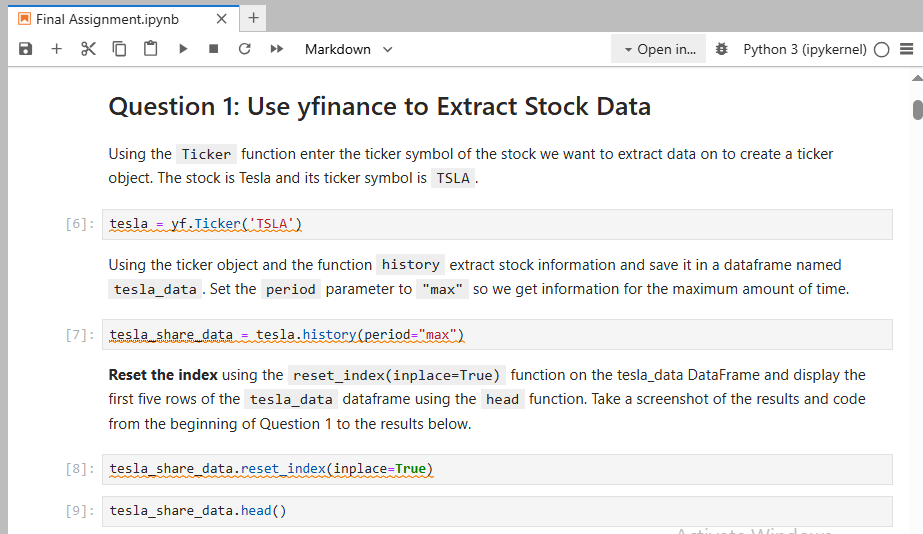 Final Assignment.ipynb
Markdown
Open in...
Python 3 (ipykernel)
Question 1: Use yfinance to Extract Stock Data
Using the Ticker function enter the ticker symbol of the stock we want to extract data on to create a ticker
object. The stock is Tesla and its ticker symbol is TSLA.
[6]: tesla = yf.Ticker('TSLA')
Using the ticker object and the function history extract stock information and save it in a dataframe named
tesla_data. Set the period parameter to "max" so we get information for the maximum amount of time.
[7]: tesla_share_data = tesla.history(period="max")
Reset the index using the reset_index(inplace=True) function on the tesla_data DataFrame and display the
first five rows of the tesla_data dataframe using the head function. Take a screenshot of the results and code
from the beginning of Question 1 to the results below.
[8]: tesla_share_data.reset_index(inplace=True)
[9]: tesla_share_data.head()
Activate Windows